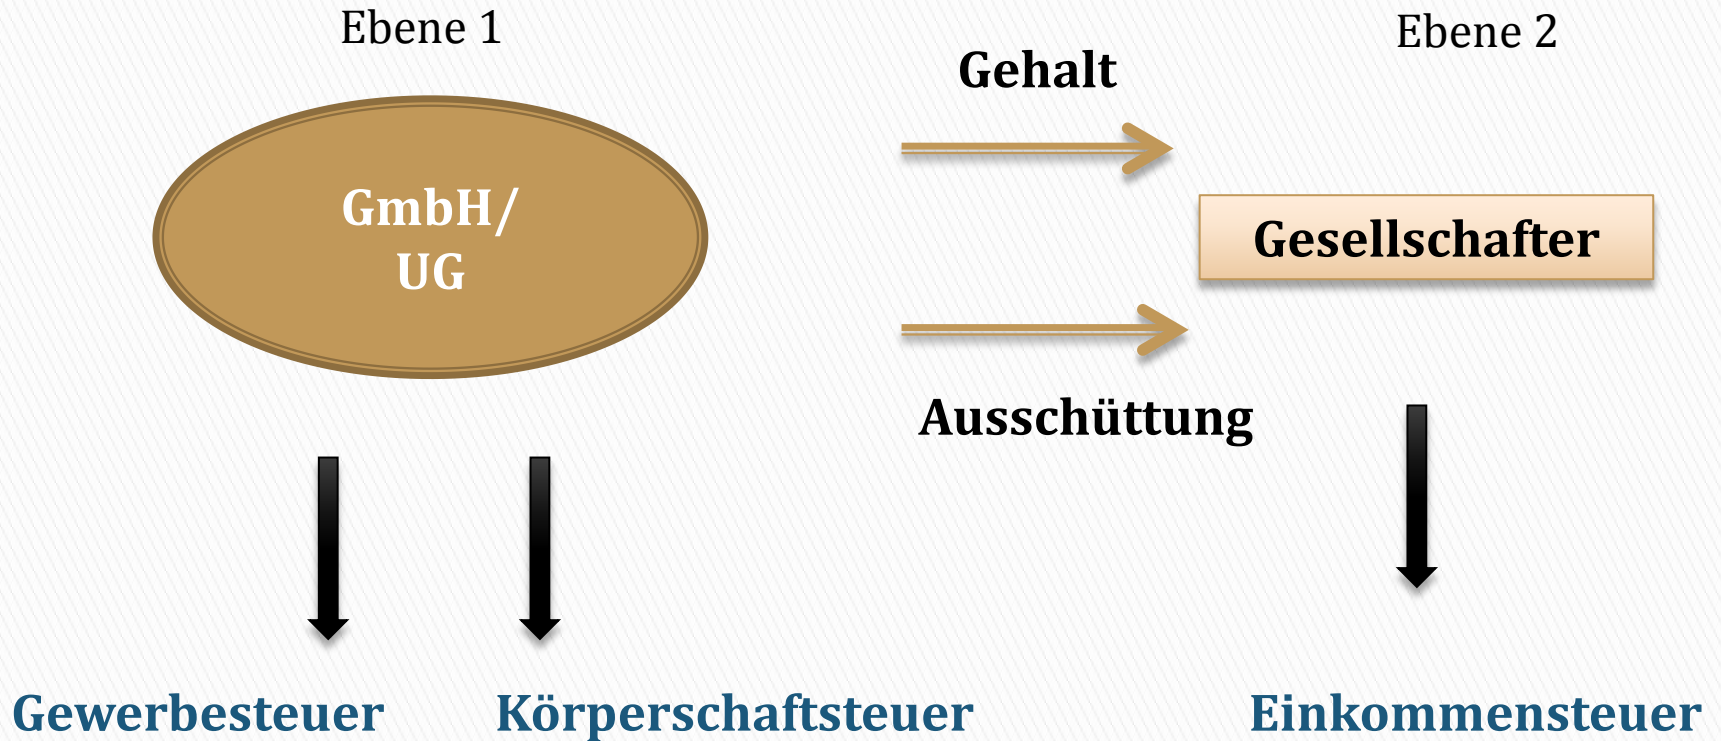 Ebene 1
Ebene 2
Gehalt
GmbH/
UG
Gesellschafter
Ausschüttung
Gewerbesteuer
Körperschaftsteuer
Einkommensteuer